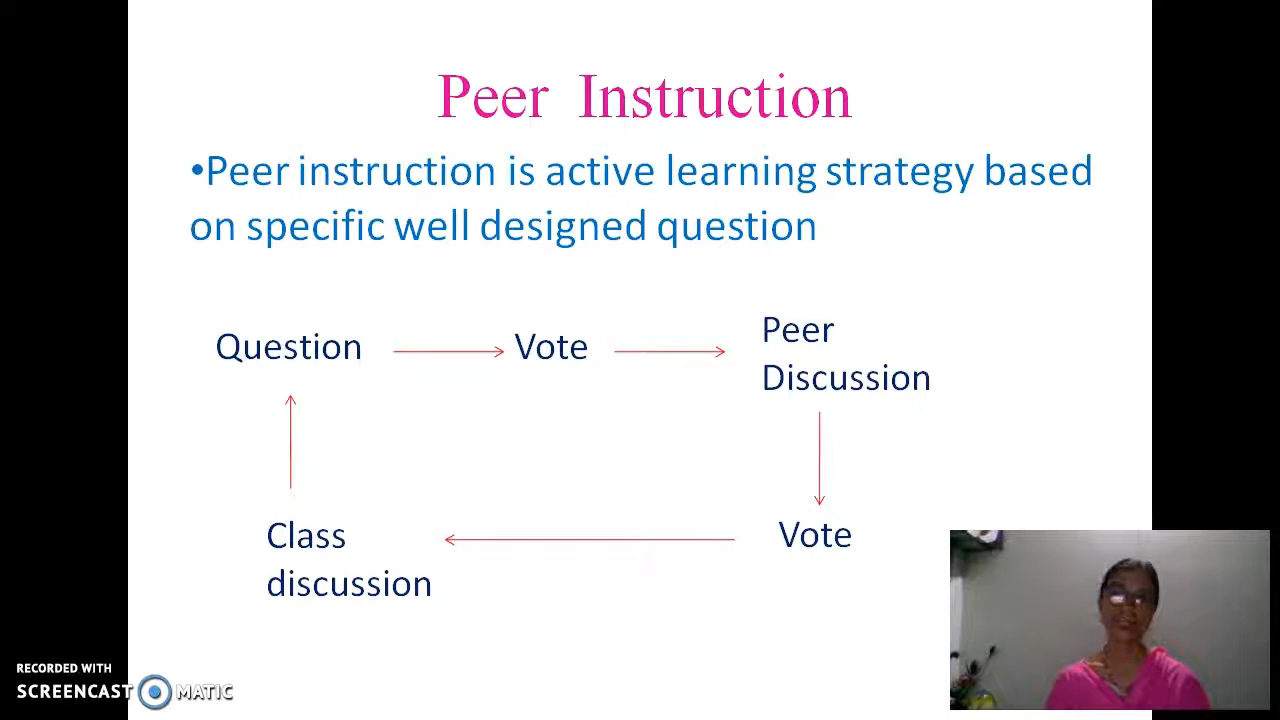 Peer Instruction
•Peer instruction is active learning strategy based
on specific well designed question
Question
Vote
Peer
Discussion
Vote
Class
discussion
RECORDED WITH
SCREENCAST MATIC